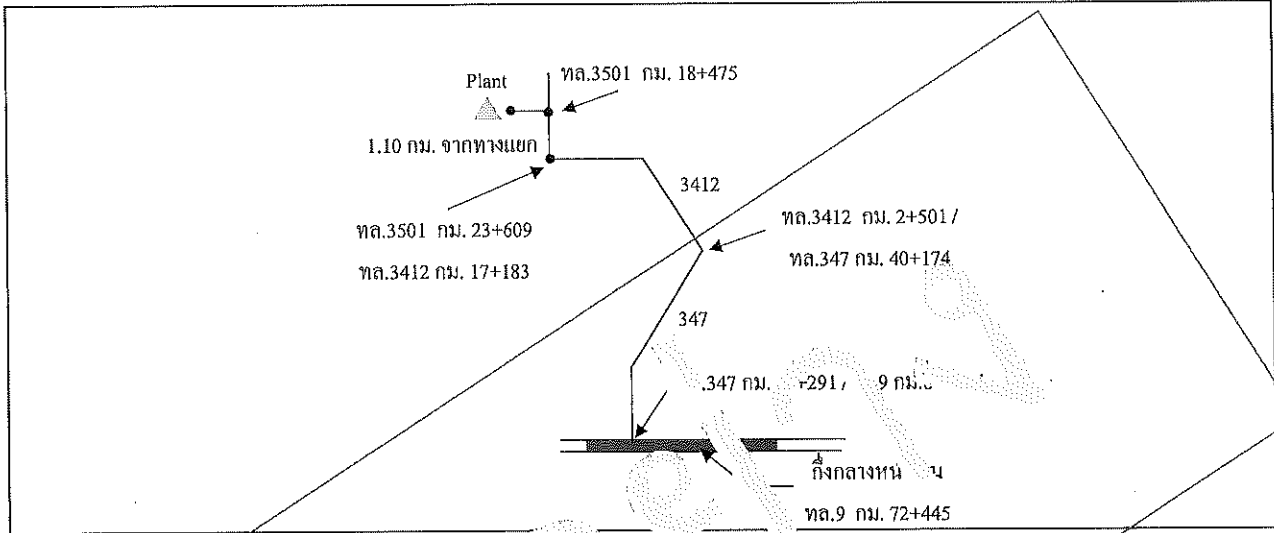 Plant
ทล.3501 กม. 18+475
1.10 กม. จากทางแยก
3412
ทล.3501 กม. 23+609
ทล.3412 กม. 17+183
ทล.3412 กม. 2+501 /
ทล.347 กม. 40+174
347
.347 กม. +291 / 9 กม.
กึ่งกลาง
ทล.9 กม. 72+445